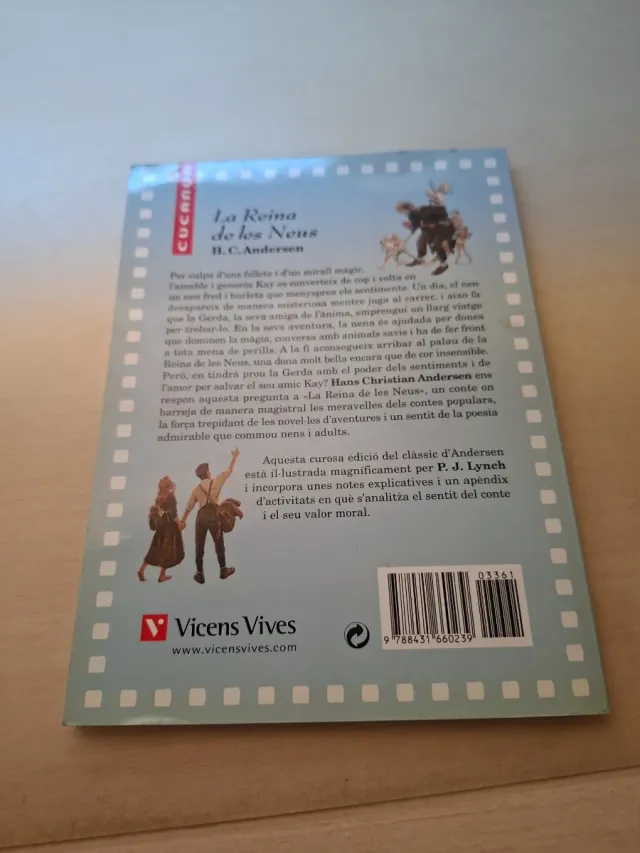 CUCANYA
La Reina
de les Neus
H. C. Andersen
Per culpa d'uns follets i d'un mirall màgic,
l'amable i generós Kay es converteix de cop i volta en
un nen fred i burleta que menysprea els sentiments. Un dia, el nen
desapareix de manera misteriosa mentre juga al carrer, i això fa
que la Gerda, la seva amiga de l'ànima, emprengui un llarg viatge
per trobar-lo. En la seva aventura, la nena és ajudada per dones
que dominen la màgia, conversa amb animals savis i ha de fer front
a tota mena de perills. A la fi aconsegueix arribar al palau de la
Reina de les Neus, una dona molt bella encara que de cor insensible.
Però, en tindrà prou la Gerda amb el poder dels sentiments i de
l'amor per salvar el seu amic Kay? Hans Christian Andersen ens
respon aquesta pregunta a «La Reina de les Neus», un conte on
barreja de manera magistral les meravelles dels contes populars,
la força trepidant de les novel·les d'aventures i un sentit de la poesia
admirable que commou nens i adults.
Aquesta curosa edició del clàssic d'Andersen
està il·lustrada magníficament per P. J. Lynch
i incorpora unes notes explicatives i un apèndix
d'activitats en què s'analitza el sentit del conte
i el seu valor moral.
03361
9 788431 660239
Vicens Vives
www.vicensvives.com